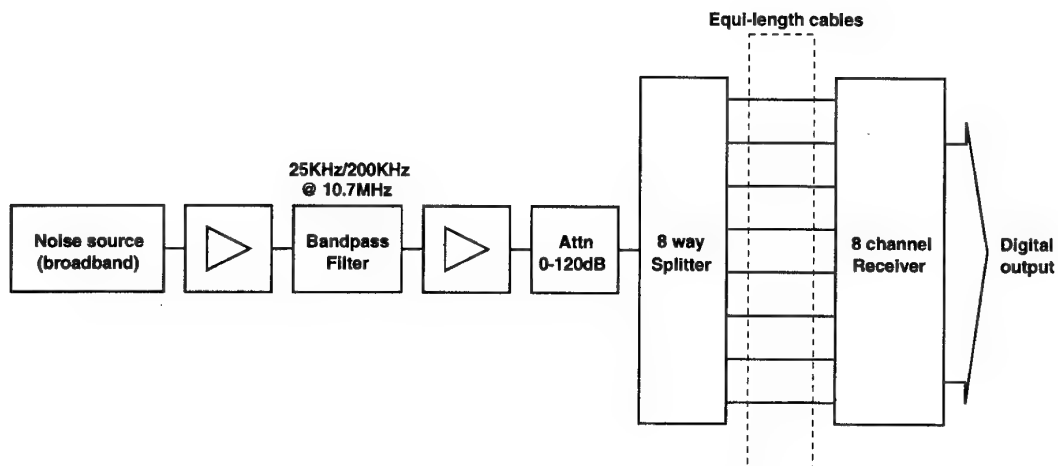 Equi-length cables
25KHz/200KHz
@ 10.7MHz
Noise source
(broadband)
Bandpass
Filter
Attn
0-120dB
8 way
Splitter
8 channel
Receiver
Digital
output